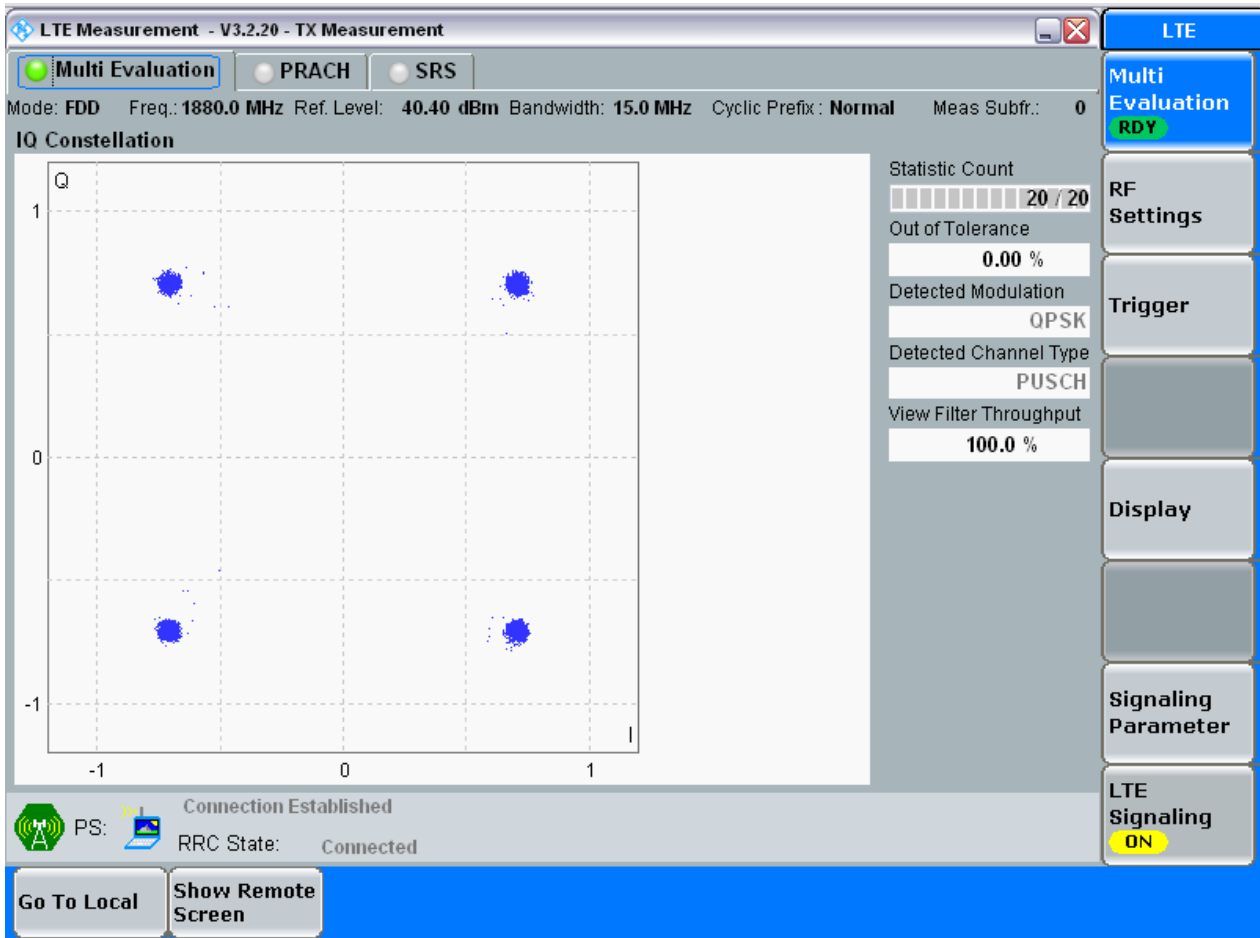 LTE Measurement - V3.2.20 - TX Measurement
LTE
Multi Evaluation PRACH SRS
Mode: FDD Freq.: 1880.0 MHz Ref. Level: 40.40 dBm Bandwidth: 15.0 MHz Cyclic Prefix : Normal Meas Subfr.: 0
IQ Constellation
Q
1
0
-1
I
-1 0 1
Statistic Count
20 / 20
Out of Tolerance
0.00 %
Detected Modulation
QPSK
Detected Channel Type
PUSCH
View Filter Throughput
100.0 %
Multi
Evaluation
RDY
RF
Settings
Trigger
Display
Signaling
Parameter
LTE
Signaling
ON
PS:
Connection Established
RRC State: Connected
Go To Local
Show Remote
Screen